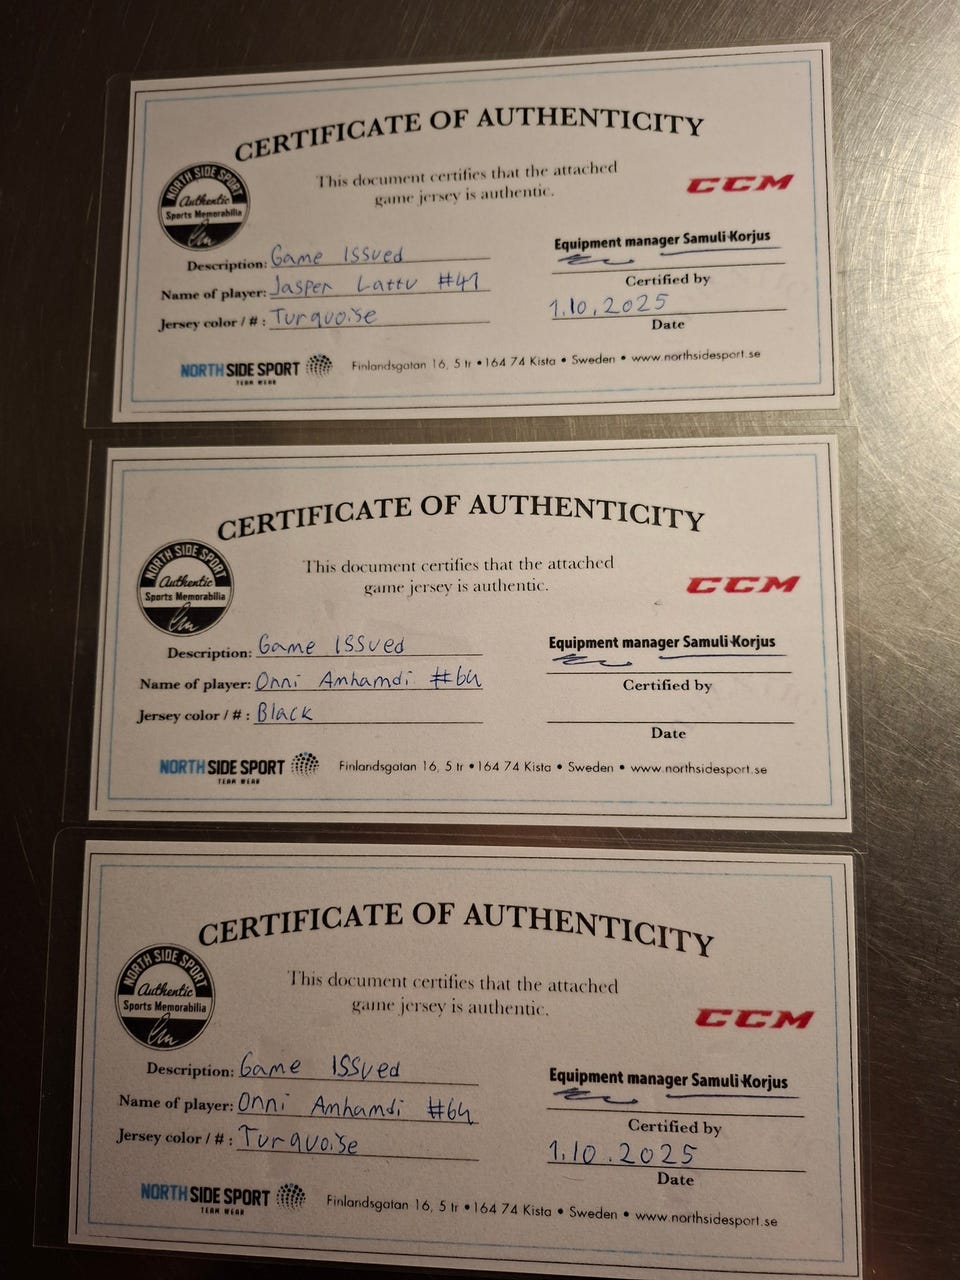 CERTIFICATE OF AUTHENTICITY
NORTH SIDE SPORT
Authentic
Sports Memorabilia
This document certifies that the attached
game jersey is authentic.
CCM
Description: Game ISSued
Name of player: Jasper Lattu #41
Jersey color / # : Turquoise
Equipment manager Samuli Korjus
Certified by
1.10.2025
Date
NORTH SIDE SPORT
TEAM WEAR
Finlandsgatan 16, 5 tr • 164 74 Kista • Sweden • www.northsidesport.se
CERTIFICATE OF AUTHENTICITY
NORTH SIDE SPORT
Authentic
Sports Memorabilia
This document certifies that the attached
game jersey is authentic.
CCM
Description: Game ISSued
Name of player: Onni Amhamdi #64
Jersey color / # : Black
Equipment manager Samuli Korjus
Certified by
Date
NORTH SIDE SPORT
TEAM WEAR
Finlandsgatan 16, 5 tr • 164 74 Kista • Sweden • www.northsidesport.se
CERTIFICATE OF AUTHENTICITY
NORTH SIDE SPORT
Authentic
Sports Memorabilia
This document certifies that the attached
game jersey is authentic.
CCM
Description: Game ISSued
Name of player: Onni Amhamdi #64
Jersey color / # : Turquoise
Equipment manager Samuli Korjus
Certified by
1.10.2025
Date
NORTH SIDE SPORT
TEAM WEAR
Finlandsgatan 16, 5 tr • 164 74 Kista • Sweden • www.northsidesport.se